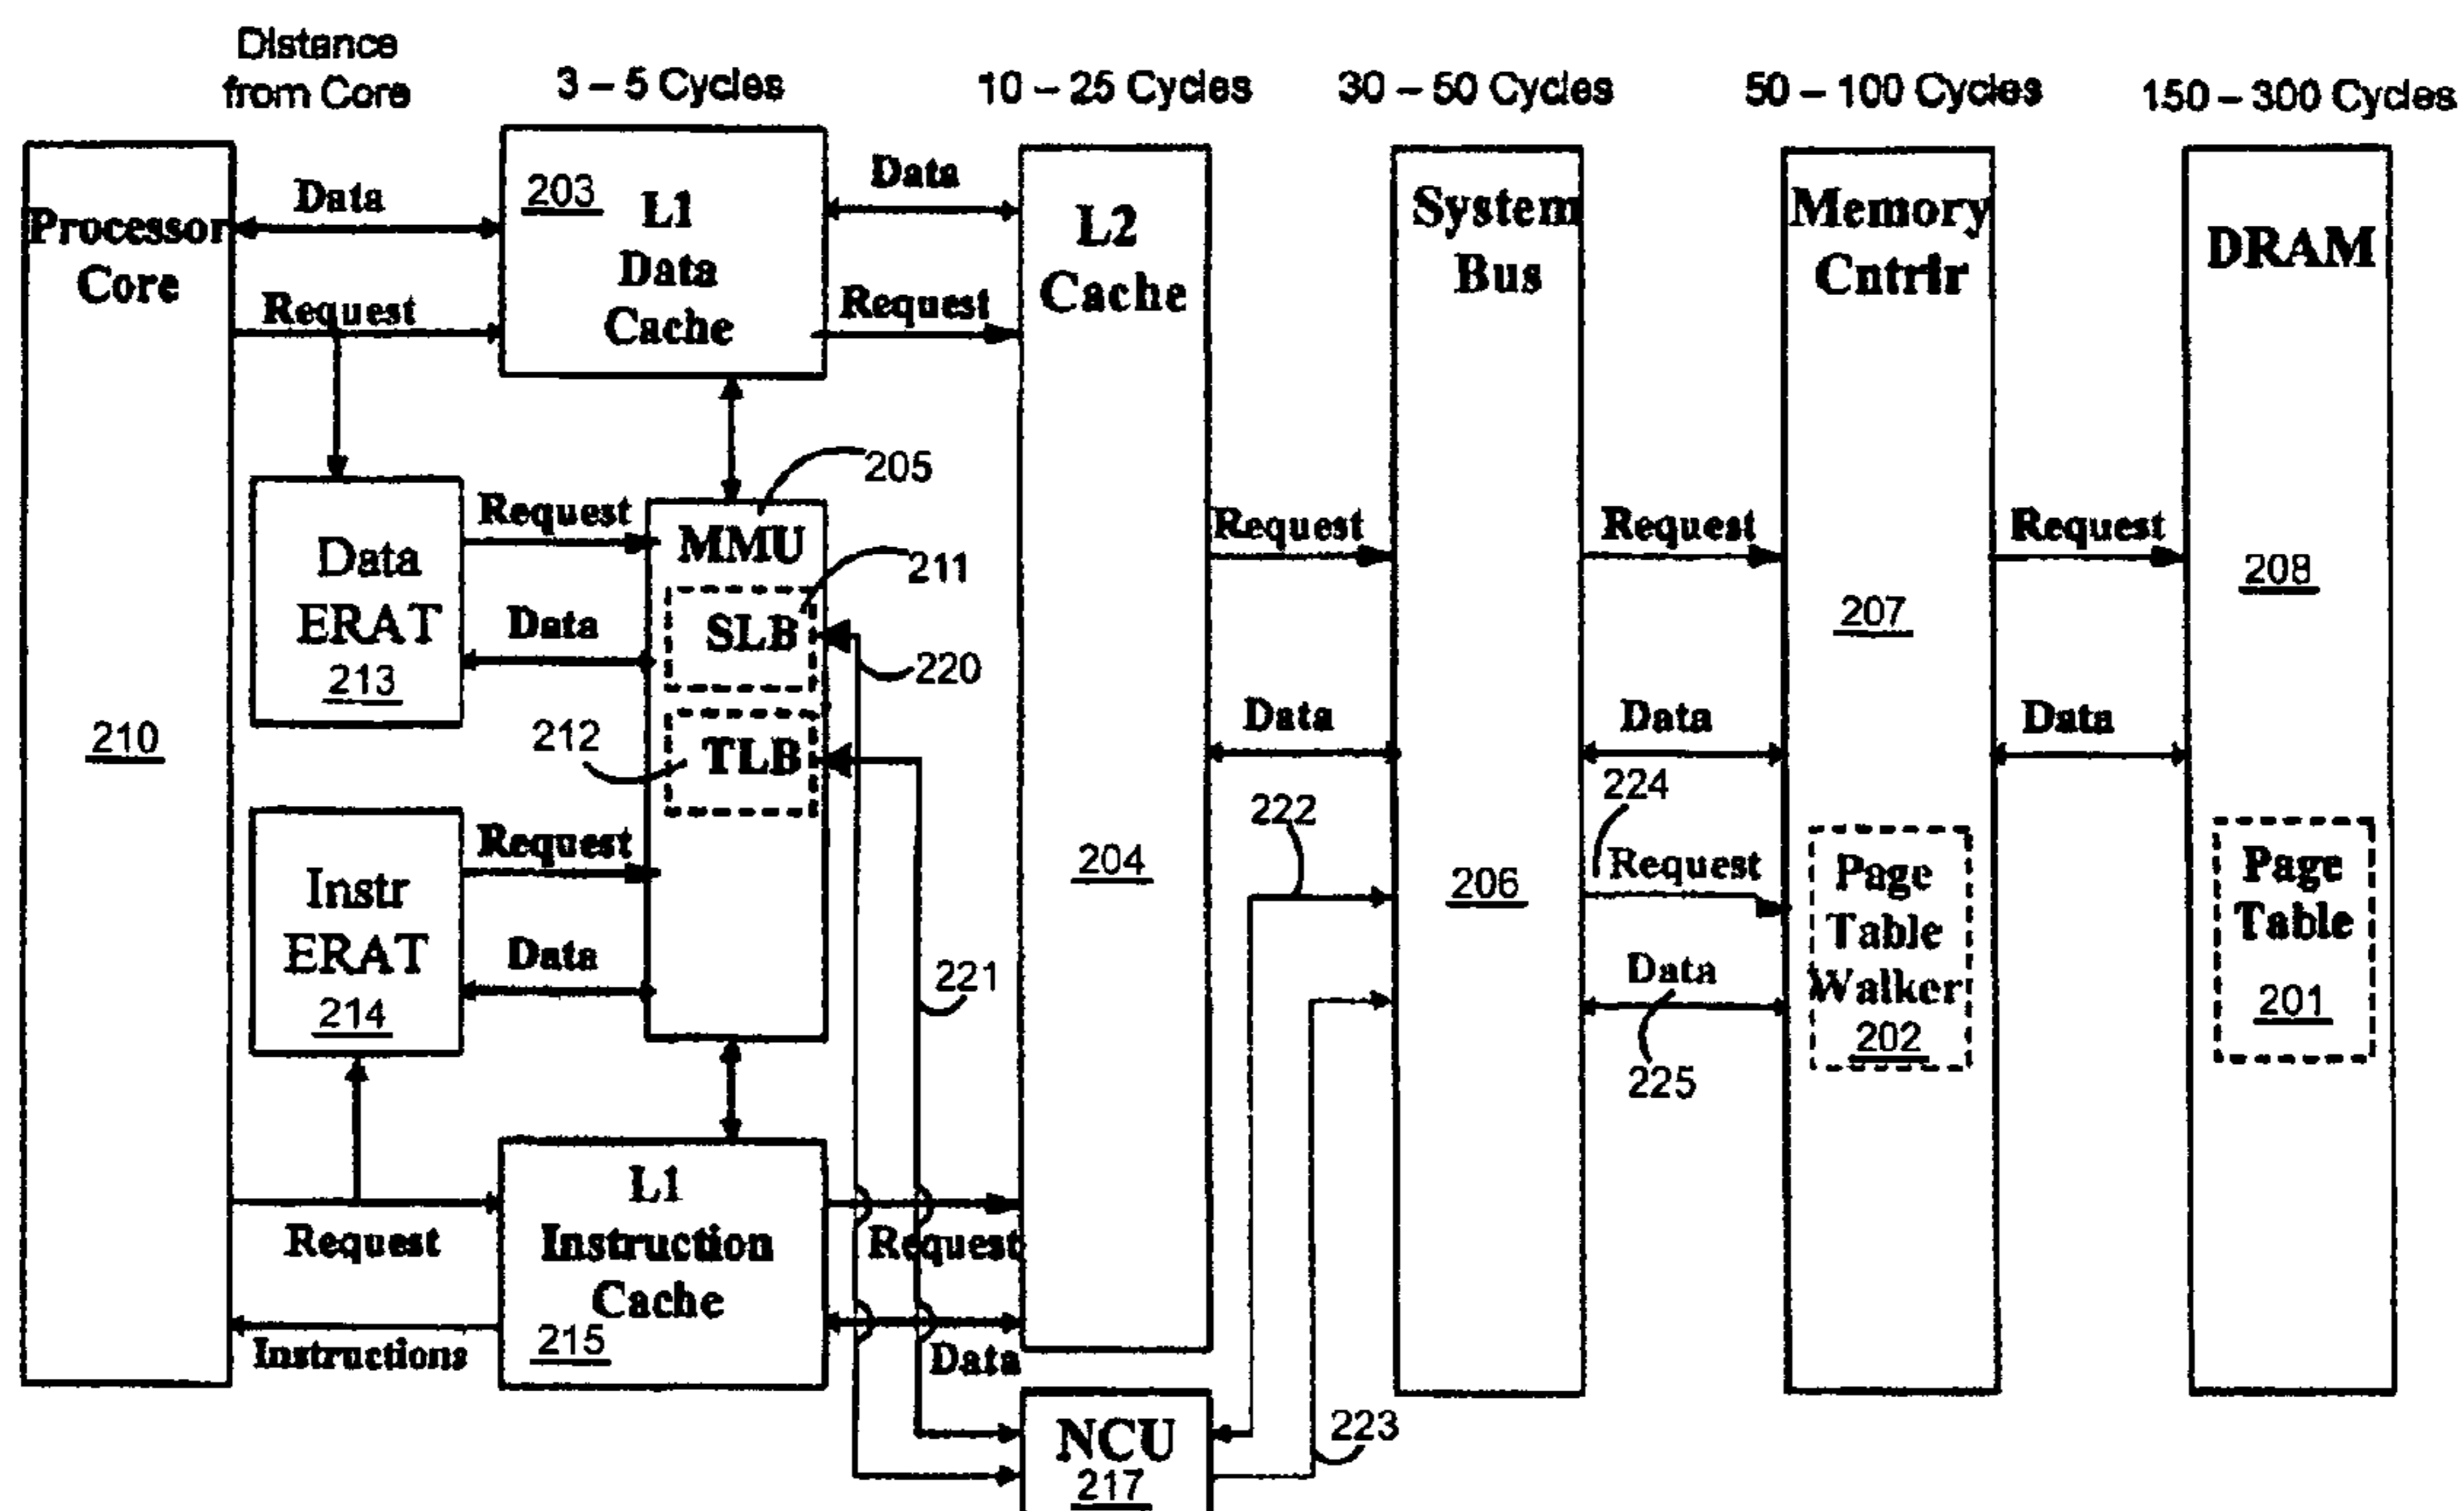 Distance
from Core
3 – 5 Cycles
10 – 25 Cycles
30 – 50 Cycles
50 – 100 Cycles
150 – 300 Cycles
Processor
Core
210
Data
Request
203
L1
Data
Cache
Data
Request
L2
Cache
204
System
Bus
206
Memory
Cntrlr
207
DRAM
208
Data
ERAT
213
Request
Data
MMU
205
SLB
211
TLB
212
220
221
Instr
ERAT
214
Request
Data
Request
Instructions
L1
Instruction
Cache
215
Request
Data
NCU
217
222
223
Request
Data
Request
Data
224
Request
Data
225
Page
Table
Walker
202
Request
Data
Page
Table
201